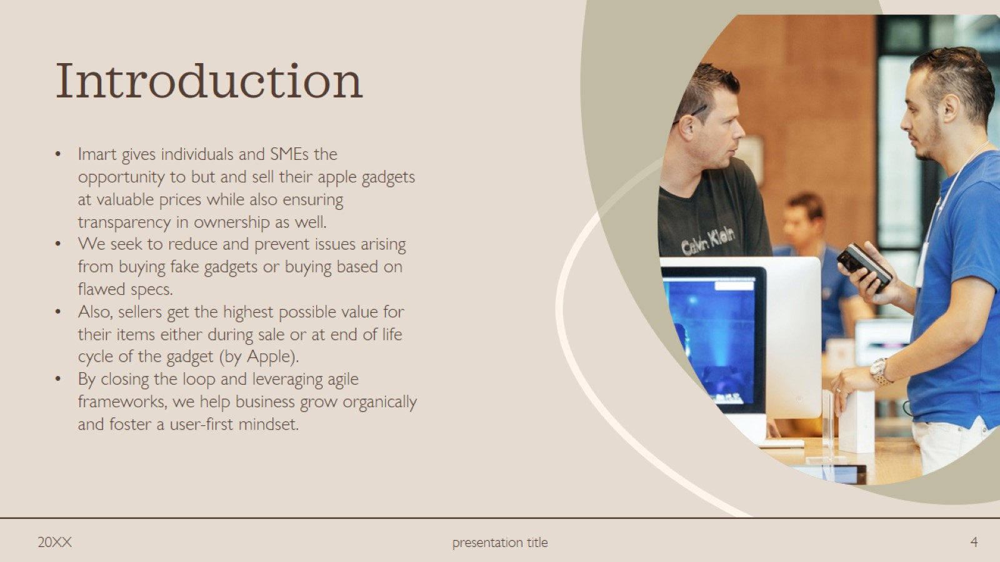 Introduction
• Imart gives individuals and SMEs the
opportunity to but and sell their apple gadgets
at valuable prices while also ensuring
transparency in ownership as well.
• We seek to reduce and prevent issues arising
from buying fake gadgets or buying based on
flawed specs.
• Also, sellers get the highest possible value for
their items either during sale or at end of life
cycle of the gadget (by Apple).
• By closing the loop and leveraging agile
frameworks, we help business grow organically
and foster a user-first mindset.
Calvin Klein
20XX
presentation title
4